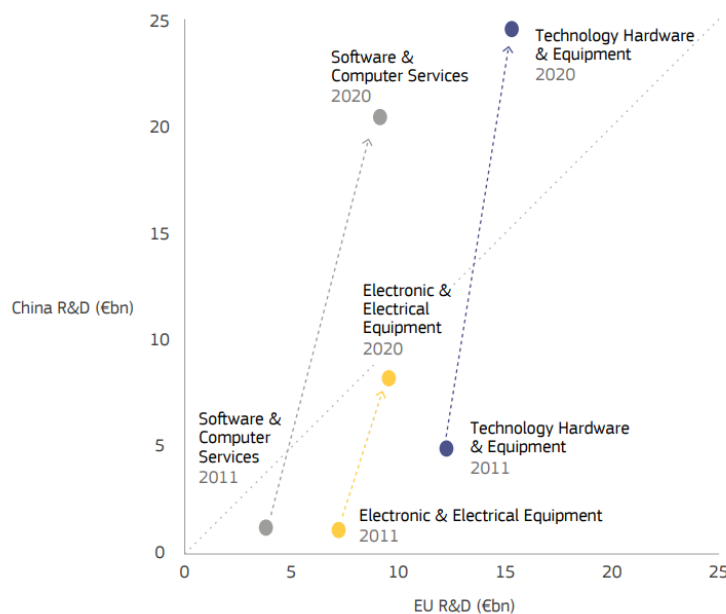 25
Technology Hardware
& Equipment
2020
Software &
Computer Services
2020
20
15
Electronic &
Electrical
Equipment
2020
China R&D (€bn)
10
Software &
Computer
Services
2011
Technology Hardware
& Equipment
2011
5
Electronic & Electrical Equipment
2011
0
0 5 10 15 20 25
EU R&D (€bn)